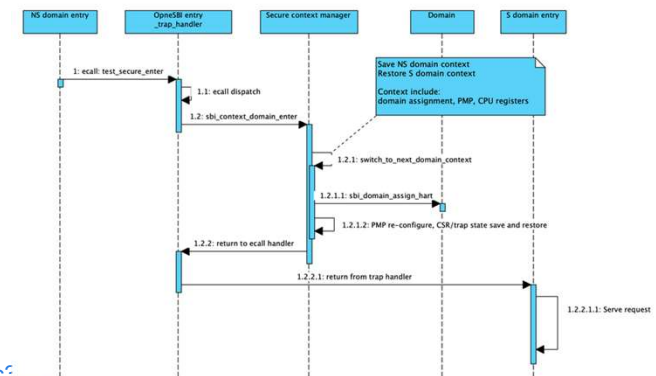 NS domain entry
OpneSBI entry
_trap_handler
Secure context manager
Domain
S domain entry
Save NS domain context
Restore S domain context
Context include:
domain assignment, PMP, CPU registers
1: ecall: test_secure_enter
1.1: ecall dispatch
1.2: sbi_context_domain_enter
1.2.1: switch_to_next_domain_context
1.2.1.1: sbi_domain_assign_hart
1.2.1.2: PMP re-configure, CSR/trap state save and restore
1.2.2: return to ecall handler
1.2.2.1: return from trap handler
1.2.2.1.1: Serve request